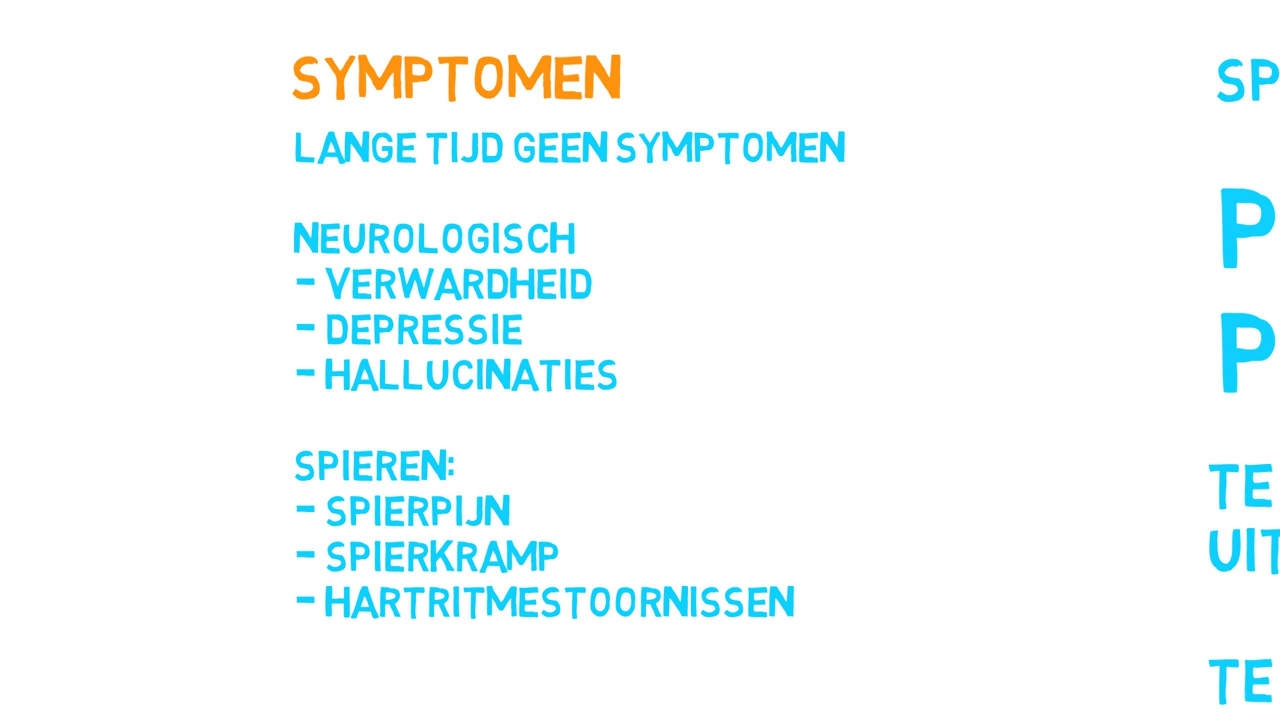 SYMPTOMEN
LANGE TIJD GEEN SYMPTOMEN
NEUROLOGISCH
- VERWARDHEID
- DEPRESSIE
- HALLUCINATIES
SPIEREN:
- SPIERPIJN
- SPIERKRAMP
- HARTRITMESTOORNISSEN